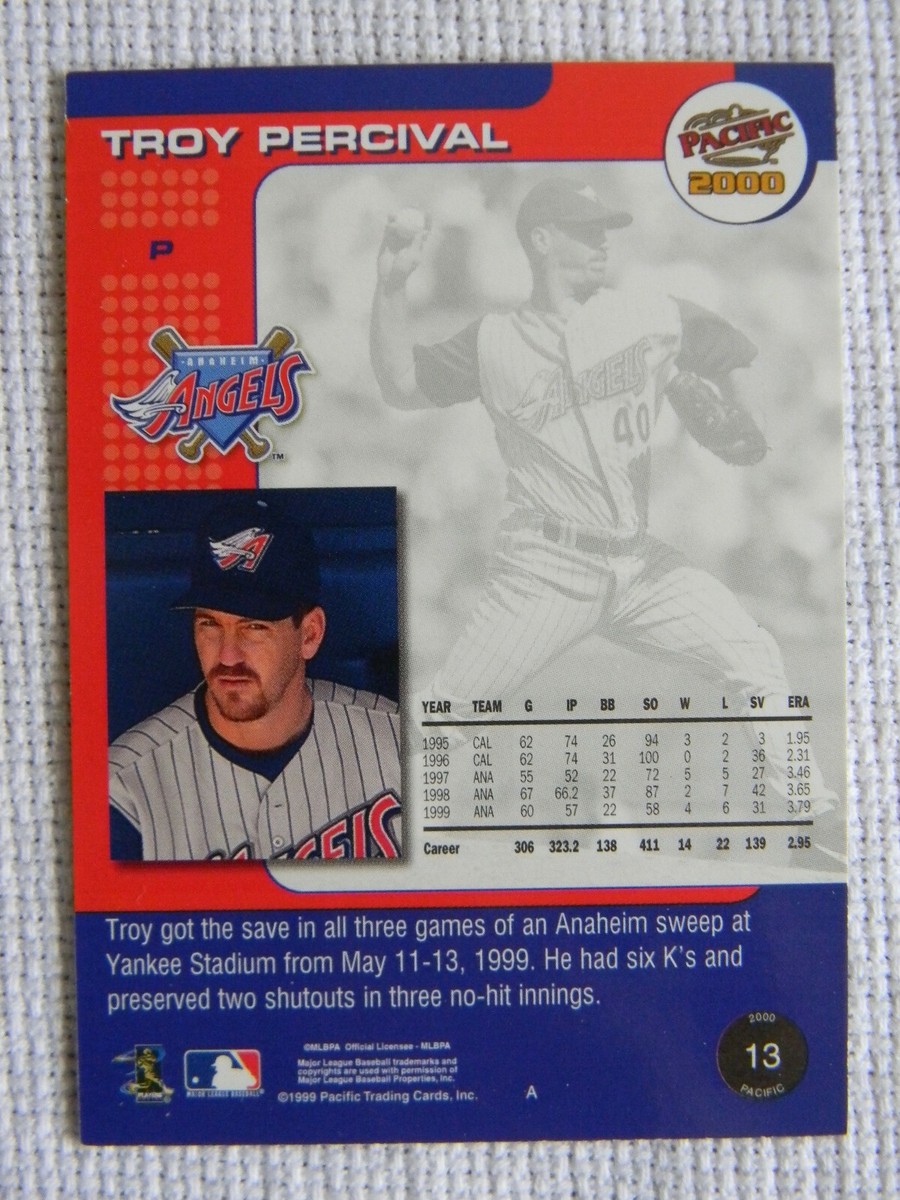 TROY PERCIVAL
PACIFIC
2000
P
ANAHEIM
ANGELS
TM
ANGELS
40
A
ANGELS
YEAR TEAM G IP BB SO W L SV ERA
1995 CAL 62 74 26 94 3 2 3 1.95
1996 CAL 62 74 31 100 0 2 36 2.31
1997 ANA 55 52 22 72 5 5 27 3.46
1998 ANA 67 66.2 37 87 2 7 42 3.65
1999 ANA 60 57 22 58 4 6 31 3.79
Career 306 323.2 138 411 14 22 139 2.95
Troy got the save in all three games of an Anaheim sweep at
Yankee Stadium from May 11-13, 1999. He had six K's and
preserved two shutouts in three no-hit innings.
©MLBPA Official Licensee - MLBPA
Major League Baseball trademarks and
copyrights are used with permission of
Major League Baseball Properties, Inc.
©1999 Pacific Trading Cards, Inc. A
MAJOR LEAGUE BASEBALL
2000
13
PACIFIC